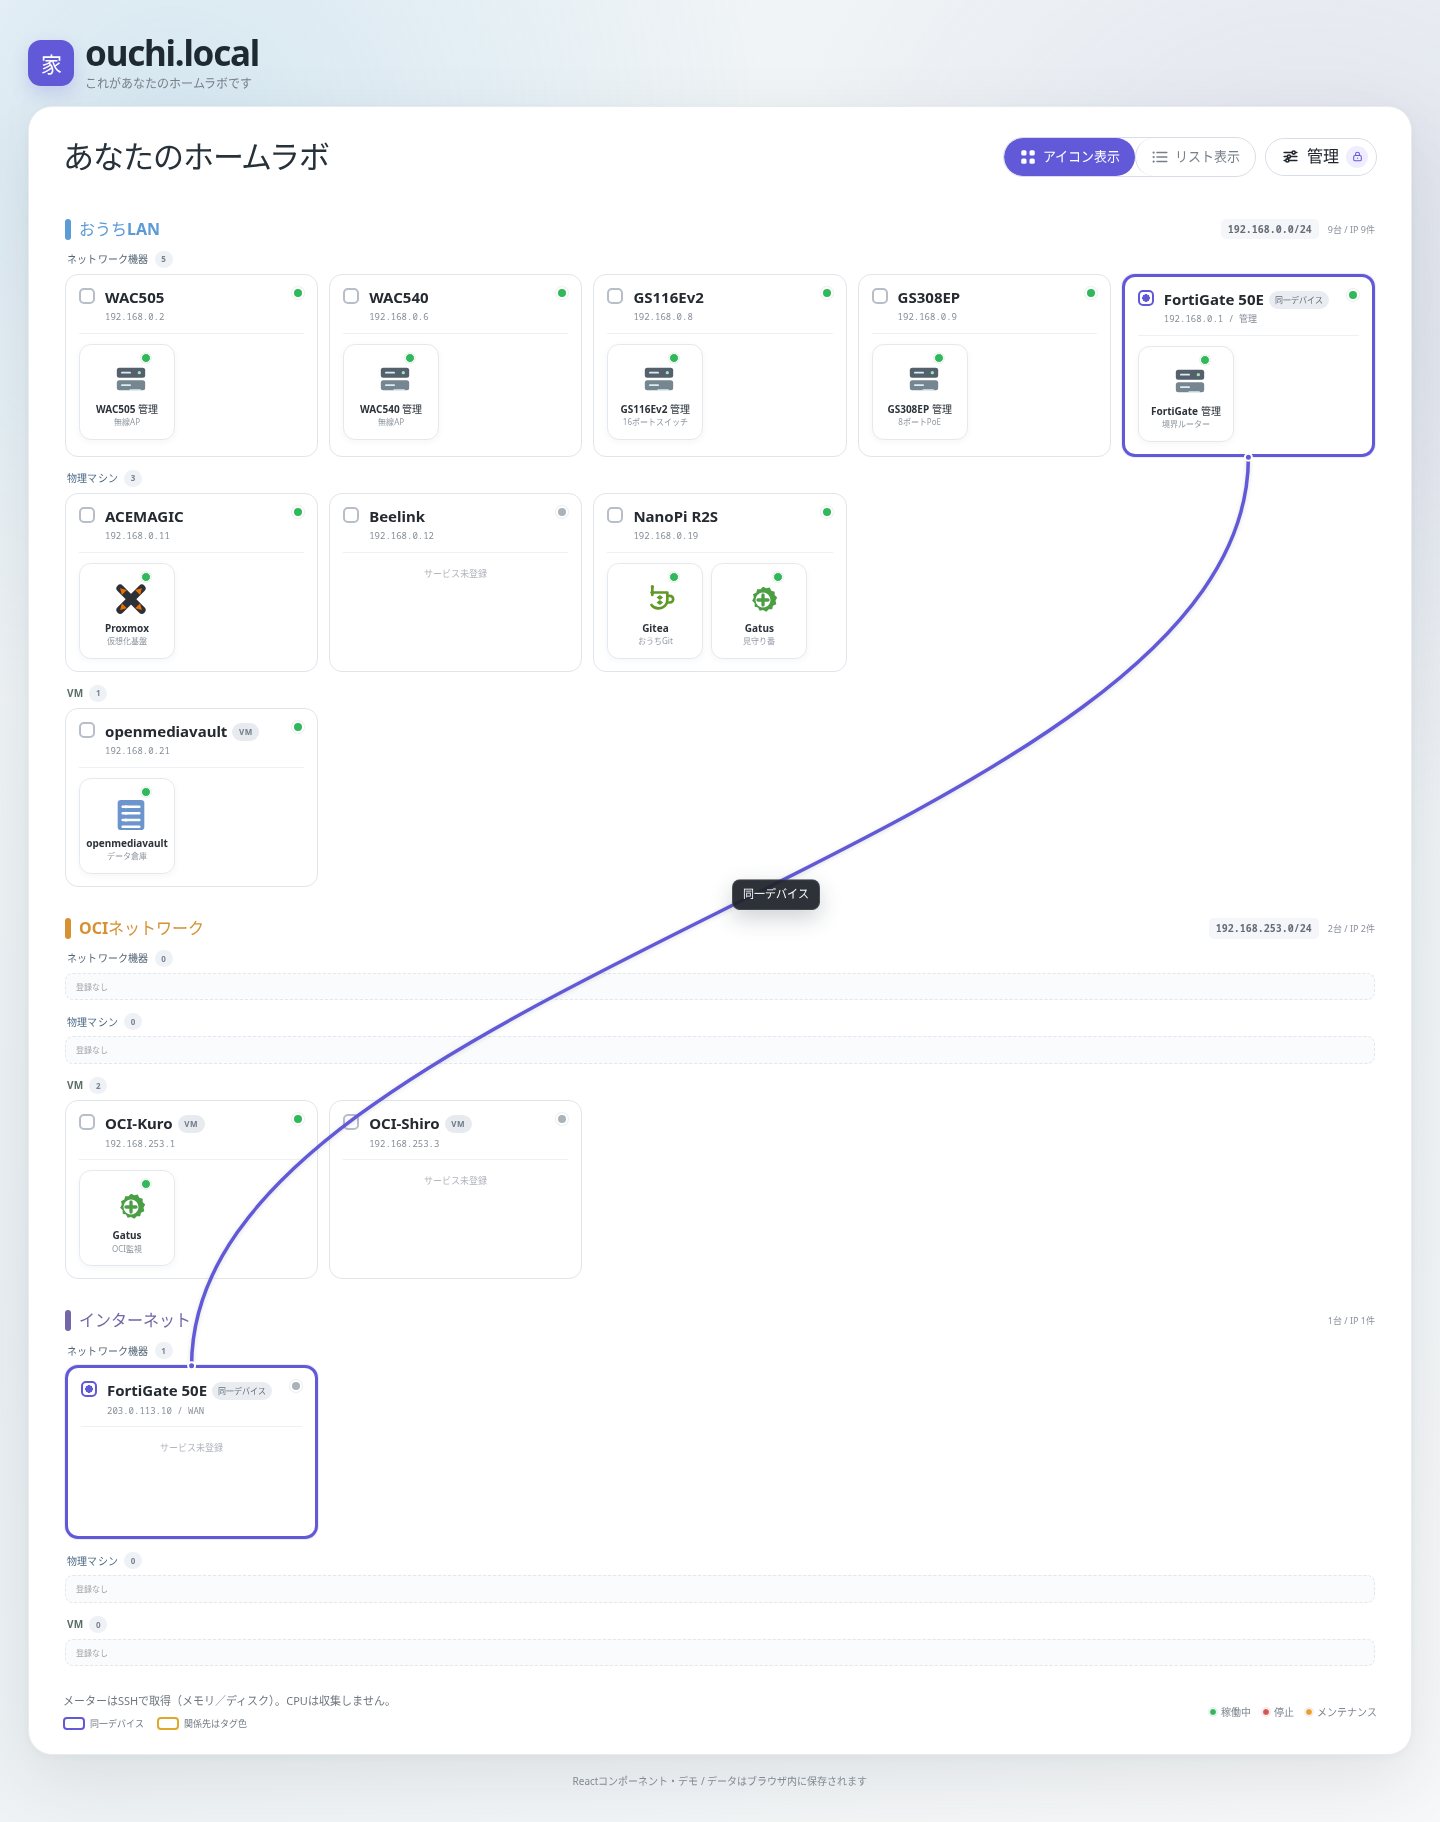 家
ouchi.local
これがあなたのホームラボです
あなたのホームラボ
アイコン表示
リスト表示
管理
おうちLAN
192.168.0.0/24
9台 / IP 9件
ネットワーク機器 5
WAC505
192.168.0.2
WAC505 管理
無線AP
WAC540
192.168.0.6
WAC540 管理
無線AP
GS116Ev2
192.168.0.8
GS116Ev2 管理
16ポートスイッチ
GS308EP
192.168.0.9
GS308EP 管理
8ポートPoE
FortiGate 50E 同一デバイス
192.168.0.1 / 管理
FortiGate 管理
境界ルーター
物理マシン 3
ACEMAGIC
192.168.0.11
Proxmox
仮想化基盤
Beelink
192.168.0.12
サービス未登録
NanoPi R2S
192.168.0.19
Gitea
おうちGit
Gatus
見守り番
VM 1
openmediavault VM
192.168.0.21
openmediavault
データ倉庫
同一デバイス
OCIネットワーク
192.168.253.0/24
2台 / IP 2件
ネットワーク機器 0
登録なし
物理マシン 0
登録なし
VM 2
OCI-Kuro VM
192.168.253.1
Gatus
OCI監視
OCI-Shiro VM
192.168.253.3
サービス未登録
インターネット
1台 / IP 1件
ネットワーク機器 1
FortiGate 50E 同一デバイス
203.0.113.10 / WAN
サービス未登録
物理マシン 0
登録なし
VM 0
登録なし
メーターはSSHで取得（メモリ／ディスク）。CPUは収集しません。
同一デバイス
関係先はタグ色
稼働中
停止
メンテナンス
Reactコンポーネント・デモ / データはブラウザ内に保存されます